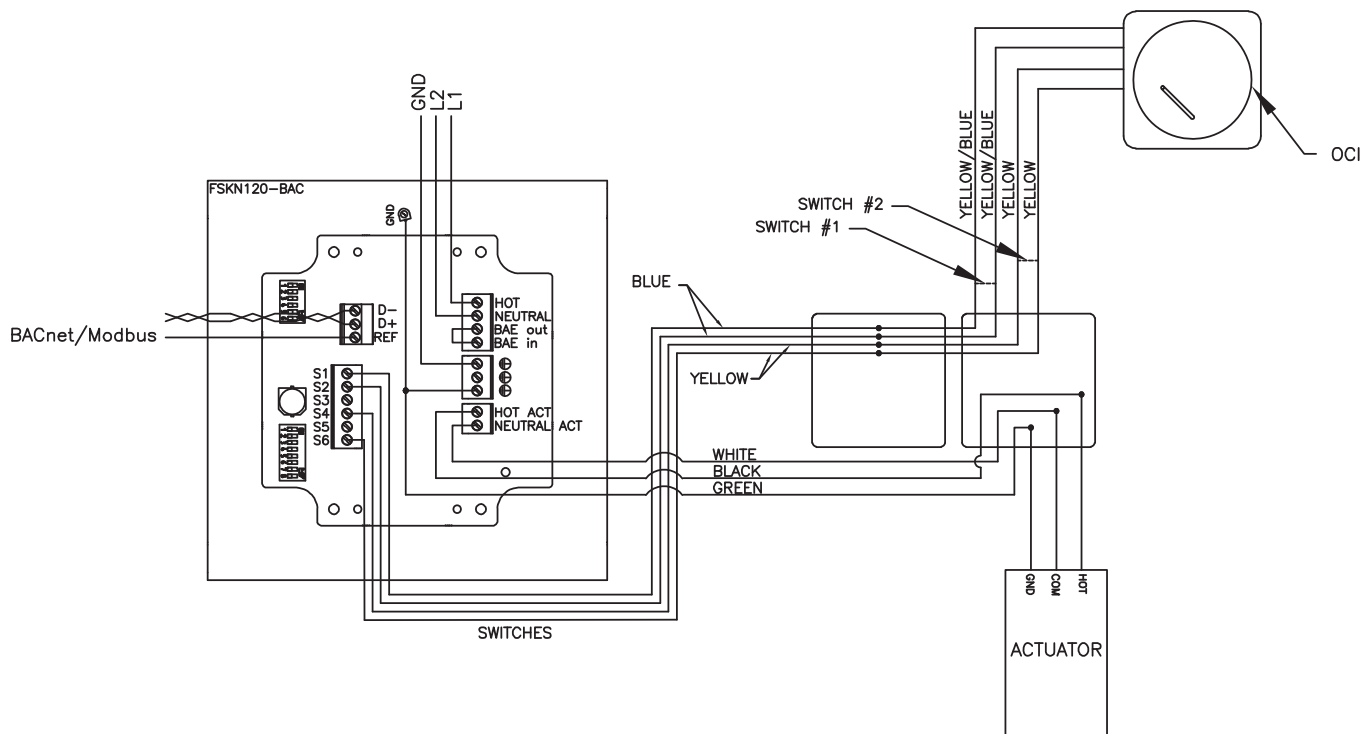 GND
L2
L1
YELLOW/BLUE
YELLOW/BLUE
YELLOW
YELLOW
OCI
FSKN120-BAC
GND
SWITCH #2
SWITCH #1
BLUE
D-
D+
REF
BACnet/Modbus
HOT
NEUTRAL
BAE out
BAE in
YELLOW
S1
S2
S3
S4
S5
S6
HOT ACT
NEUTRAL ACT
WHITE
BLACK
GREEN
SWITCHES
GND
COM
HOT
ACTUATOR